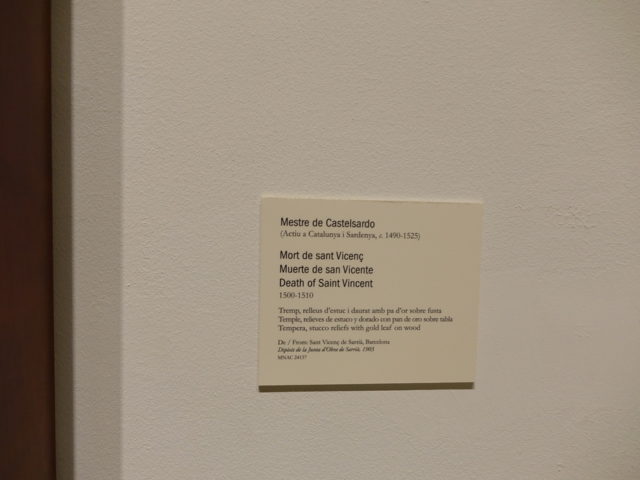 Mestre de Castelsardo
(Actiu a Catalunya i Sardenya, c. 1490-1525)
Mort de sant Vicenç
Muerte de san Vicente
Death of Saint Vincent
1500-1510
Tremp, relleus d'estuc i daurat amb pa d'or sobre fusta
Temple, relieves de estuco y dorado con pan de oro sobre tabla
Tempera, stucco reliefs with gold leaf on wood
De / From: Sant Vicenç de Sarrià, Barcelona
Dipòsit de la Junta d'Obra de Sarrià, 1903
MNAC 24137